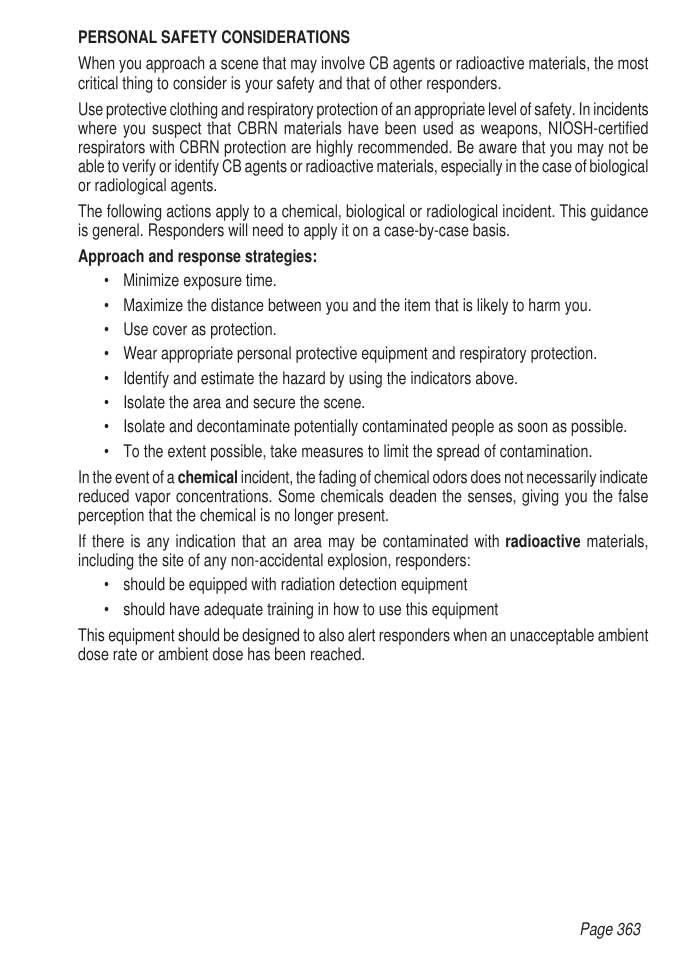 PERSONAL SAFETY CONSIDERATIONS
When you approach a scene that may involve CB agents or radioactive materials, the most
critical thing to consider is your safety and that of other responders.
Use protective clothing and respiratory protection of an appropriate level of safety. In incidents
where you suspect that CBRN materials have been used as weapons, NIOSH-certified
respirators with CBRN protection are highly recommended. Be aware that you may not be
able to verify or identify CB agents or radioactive materials, especially in the case of biological
or radiological agents.
The following actions apply to a chemical, biological or radiological incident. This guidance
is general. Responders will need to apply it on a case-by-case basis.
Approach and response strategies:
• Minimize exposure time.
• Maximize the distance between you and the item that is likely to harm you.
• Use cover as protection.
• Wear appropriate personal protective equipment and respiratory protection.
• Identify and estimate the hazard by using the indicators above.
• Isolate the area and secure the scene.
• Isolate and decontaminate potentially contaminated people as soon as possible.
• To the extent possible, take measures to limit the spread of contamination.
In the event of a chemical incident, the fading of chemical odors does not necessarily indicate
reduced vapor concentrations. Some chemicals deaden the senses, giving you the false
perception that the chemical is no longer present.
If there is any indication that an area may be contaminated with radioactive materials,
including the site of any non-accidental explosion, responders:
• should be equipped with radiation detection equipment
• should have adequate training in how to use this equipment
This equipment should be designed to also alert responders when an unacceptable ambient
dose rate or ambient dose has been reached.
Page 363